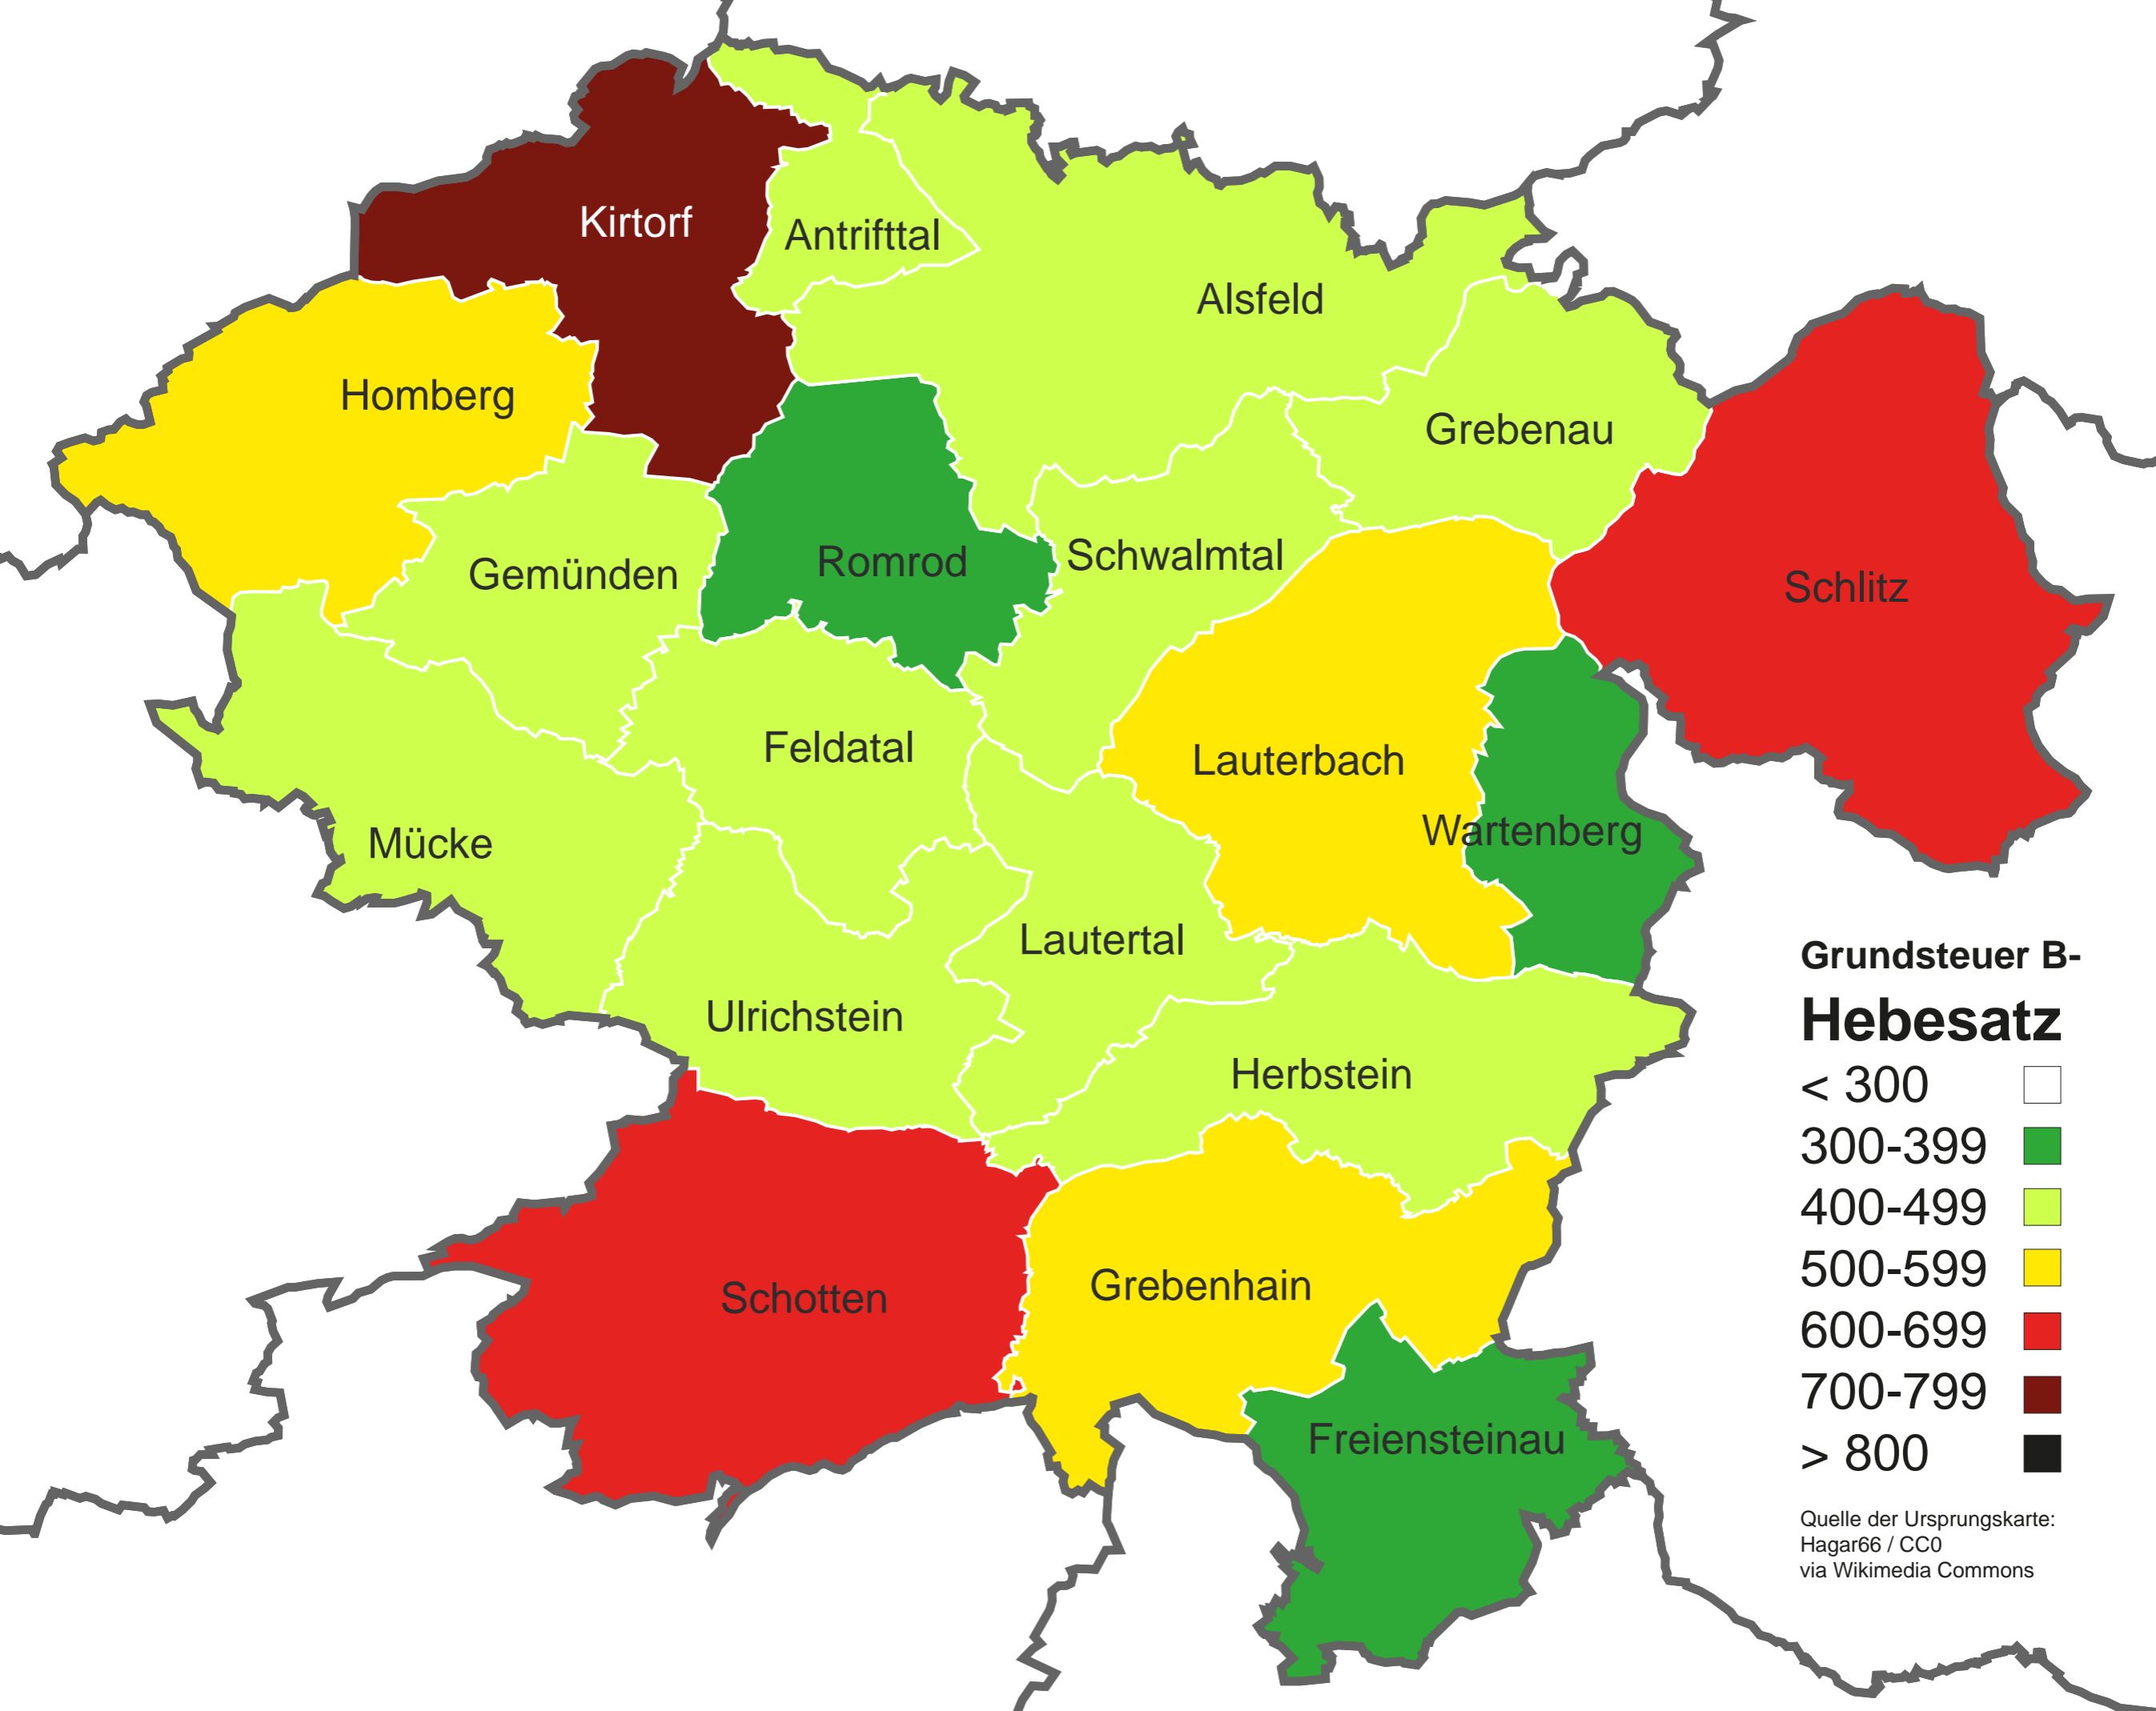 Kirtorf
Antrifttal
Alsfeld
Homberg
Grebenau
Gemünden
Romrod
Schwalmtal
Schlitz
Feldatal
Lauterbach
Wartenberg
Mücke
Lautertal
Ulrichstein
Herbstein
Schotten
Grebenhain
Freiensteinau
Grundsteuer B-
Hebesatz
< 300
300-399
400-499
500-599
600-699
700-799
> 800
Quelle der Ursprungskarte:
Hagar66 / CC0
via Wikimedia Commons